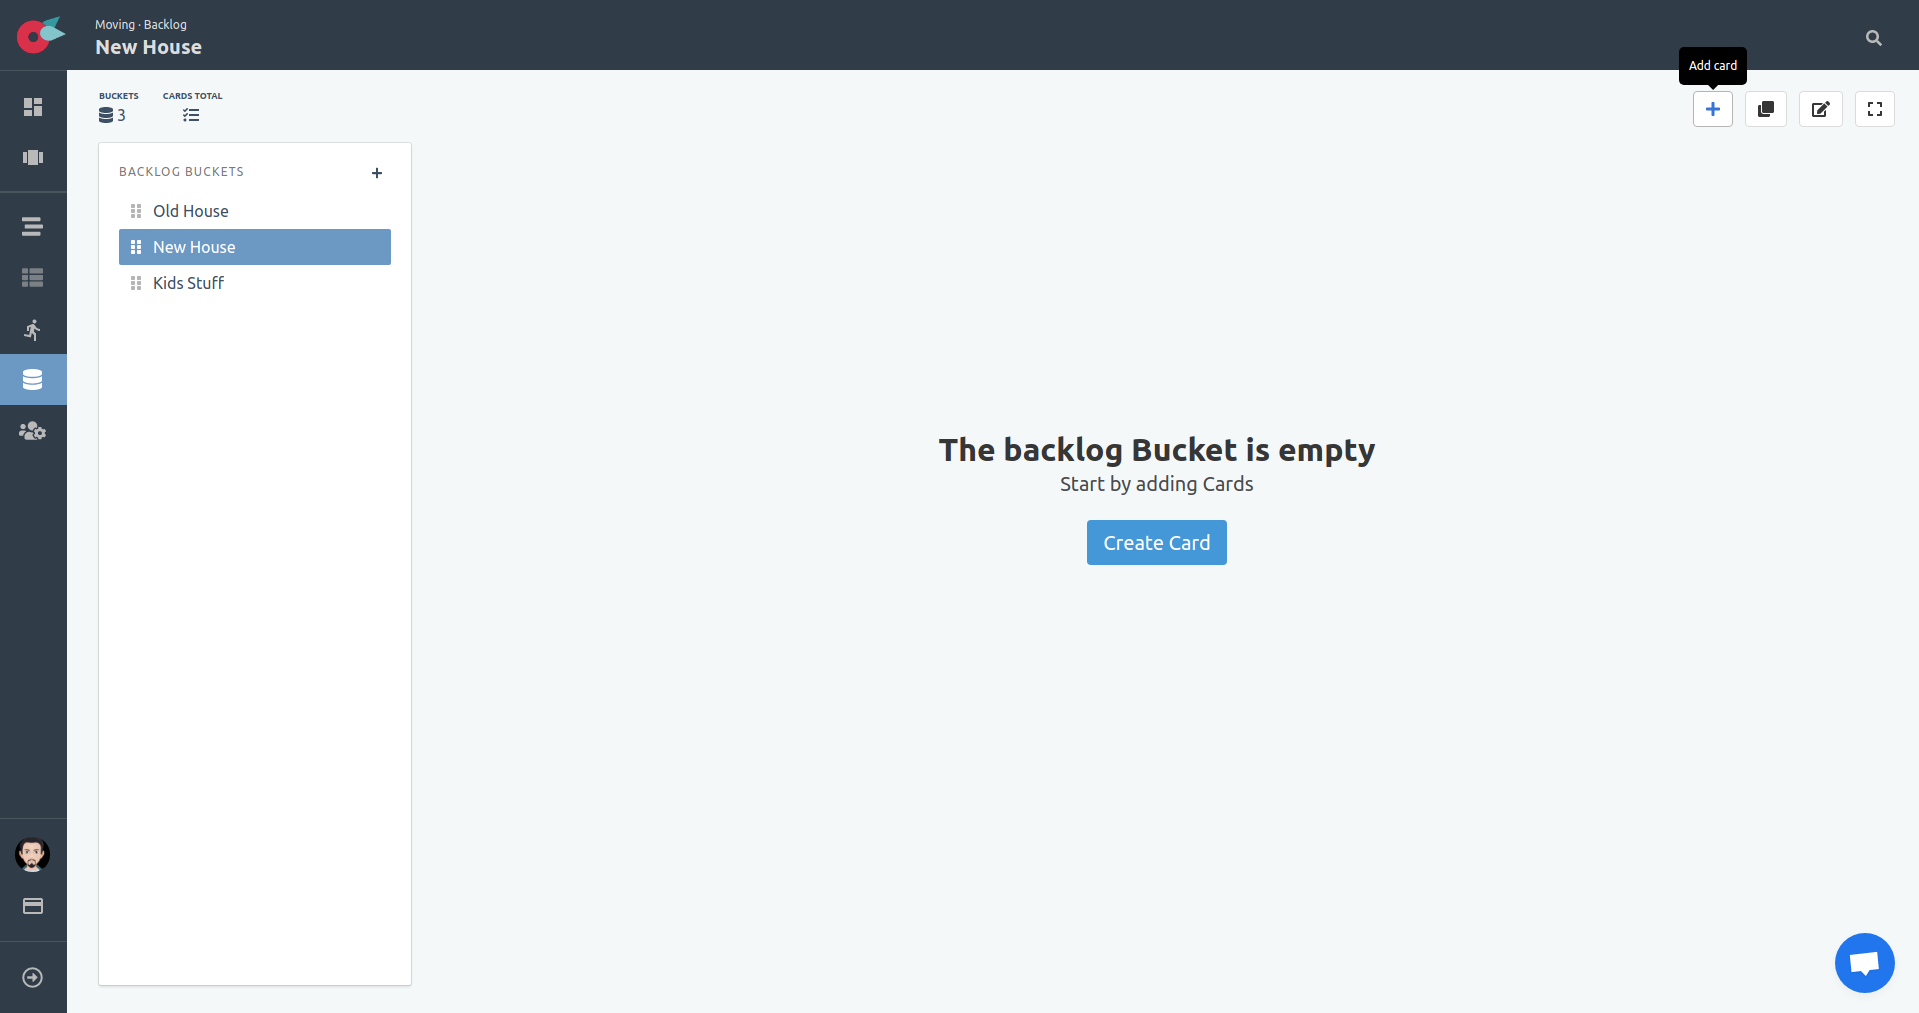 Moving · Backlog
New House
Add card
BUCKETS
3
CARDS TOTAL
BACKLOG BUCKETS
Old House
New House
Kids Stuff
The backlog Bucket is empty
Start by adding Cards
Create Card